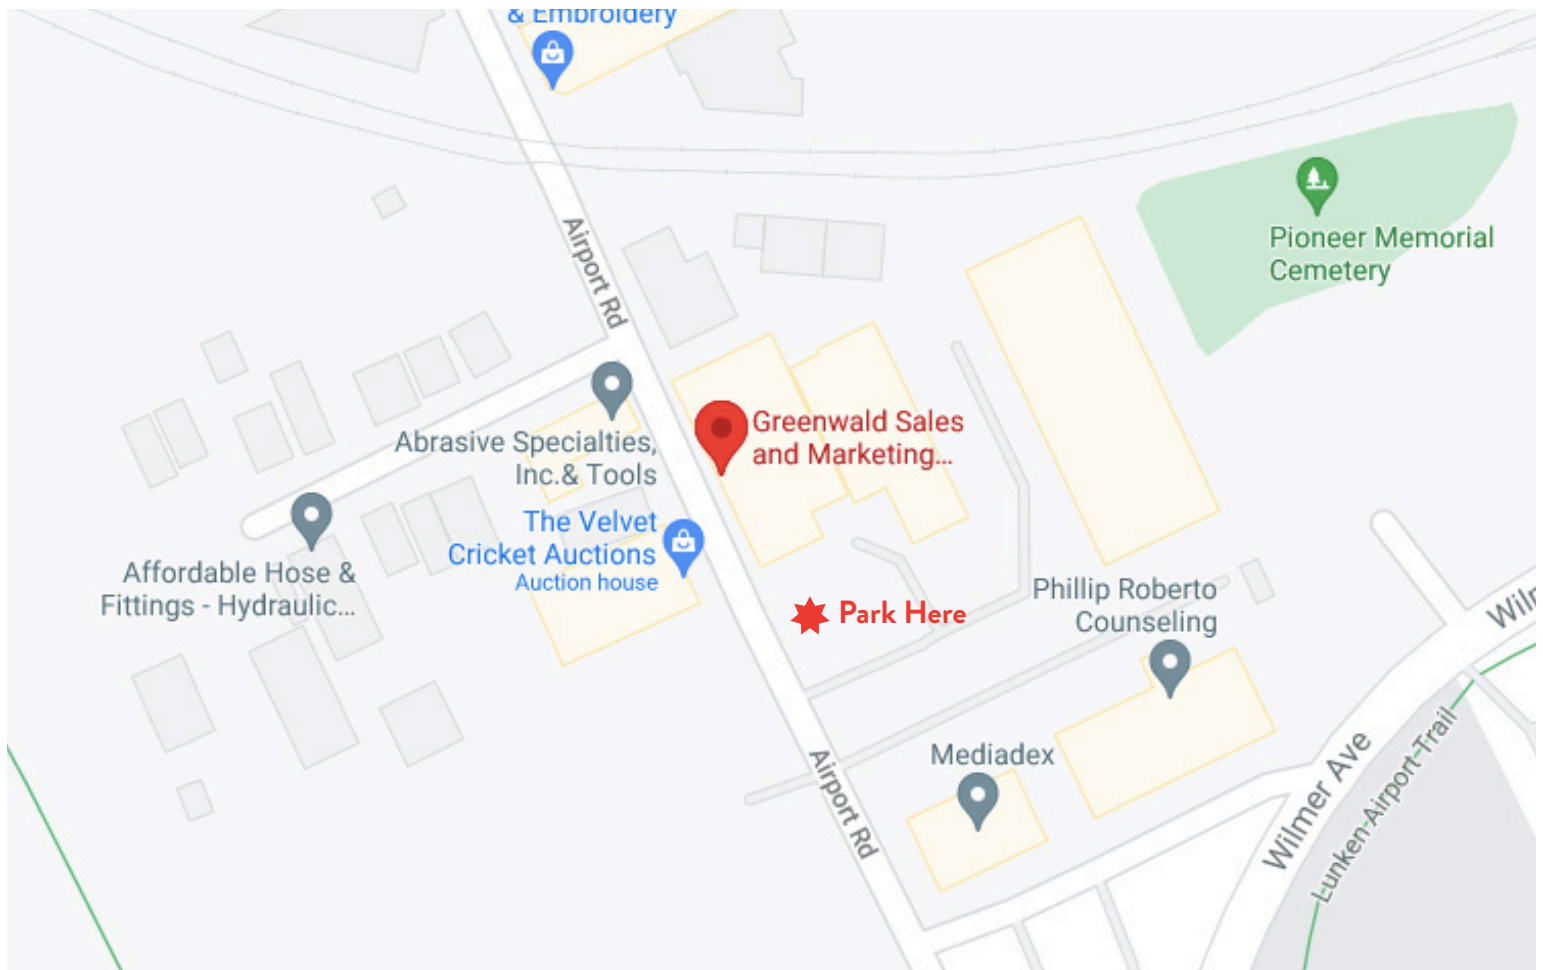 & Embroidery
Pioneer Memorial
Cemetery
Airport Rd
Greenwald Sales
and Marketing...
Abrasive Specialties,
Inc.& Tools
The Velvet
Cricket Auctions
Auction house
Affordable Hose &
Fittings - Hydraulic...
Park Here
Phillip Roberto
Counseling
Mediadex
Airport Rd
Wilmer Ave
Lunken-Airport-Trail